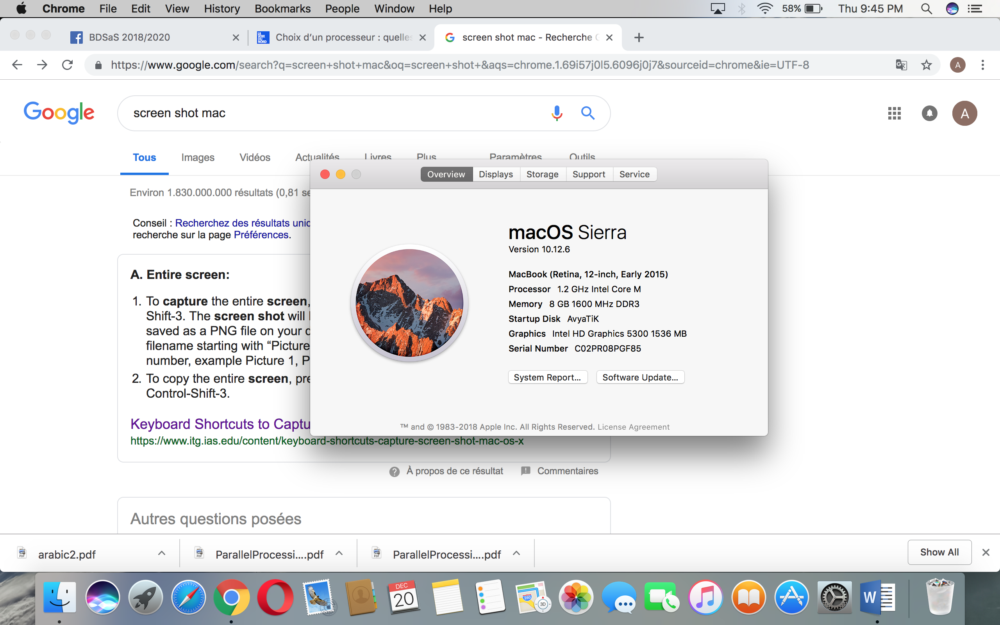 Chrome File Edit View History Bookmarks People Window Help 58% Thu 9:45 PM
BDSaS 2018/2020 Choix d’un processeur : quelles screen shot mac - Recherche G
https://www.google.com/search?q=screen+shot+mac&oq=screen+shot+&aqs=chrome.1.69i57j0l5.6096j0j7&sourceid=chrome&ie=UTF-8 A
Google screen shot mac A
Tous Images Vidéos Actualités Livres Plus Paramètres Outils
Environ 1.830.000.000 résultats (0,81 se
Conseil : Recherchez des résultats unic
recherche sur la page Préférences.
A. Entire screen:
1. To capture the entire screen,
Shift-3. The screen shot will
saved as a PNG file on your d
filename starting with “Picture
number, example Picture 1, P
2. To copy the entire screen, pre
Control-Shift-3.
Keyboard Shortcuts to Captu
https://www.itg.ias.edu/content/keyboard-shortcuts-capture-screen-shot-mac-os-x
À propos de ce résultat Commentaires
Autres questions posées
Overview Displays Storage Support Service
macOS Sierra
Version 10.12.6
MacBook (Retina, 12-inch, Early 2015)
Processor 1.2 GHz Intel Core M
Memory 8 GB 1600 MHz DDR3
Startup Disk AvyaTiK
Graphics Intel HD Graphics 5300 1536 MB
Serial Number C02PR08PGF85
System Report... Software Update...
™ and © 1983-2018 Apple Inc. All Rights Reserved. License Agreement
arabic2.pdf ParallelProcessi....pdf ParallelProcessi....pdf Show All
DEC
20
280
3D
W